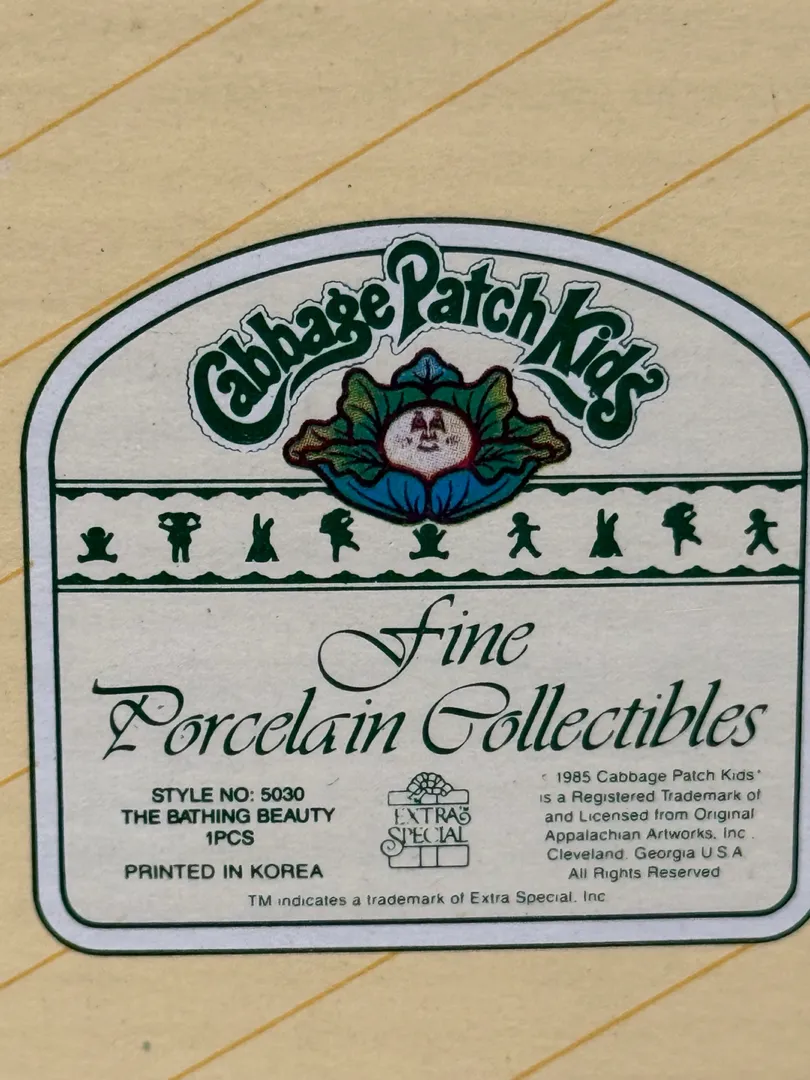 Cabbage Patch Kids
Fine
Porcelain Collectibles
STYLE NO: 5030
THE BATHING BEAUTY
1PCS
PRINTED IN KOREA
EXTRA
SPECIAL
1985 Cabbage Patch Kids
is a Registered Trademark of
and Licensed from Original
Appalachian Artworks, Inc.
Cleveland, Georgia U.S.A.
All Rights Reserved
TM indicates a trademark of Extra Special, Inc.